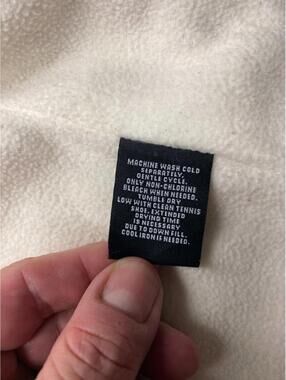 MACHINE WASH COLD
SEPARATELY,
GENTLE CYCLE.
ONLY NON-CHLORINE
BLEACH WHEN NEEDED.
TUMBLE DRY
LOW WITH CLEAN TENNIS
SHOE. EXTENDED
DRYING TIME
IS NECESSARY
DUE TO DOWN FILL.
COOL IRON IS NEEDED.